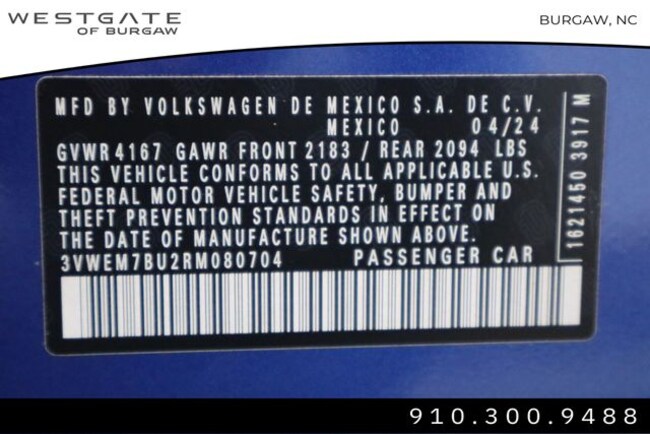 WESTGATE
OF BURGAW
BURGAW, NC
MFD BY VOLKSWAGEN DE MEXICO S.A. DE C.V.
MEXICO 04/24
GVWR 4167 GAWR FRONT 2183 / REAR 2094 LBS
THIS VEHICLE CONFORMS TO ALL APPLICABLE U.S.
FEDERAL MOTOR VEHICLE SAFETY, BUMPER AND
THEFT PREVENTION STANDARDS IN EFFECT ON
THE DATE OF MANUFACTURE SHOWN ABOVE.
3VWEM7BU2RM080704 PASSENGER CAR
1621450 3917 M
910.300.9488